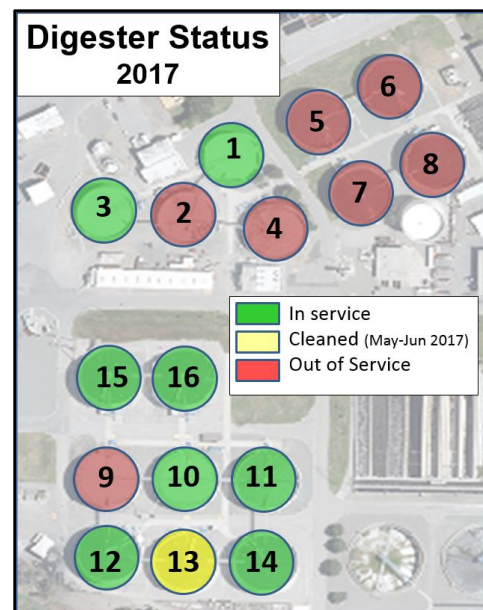 Digester Status
2017
6
5
1
8
7
3
2
4
In service
Cleaned (May-Jun 2017)
Out of Service
15 16
9 10 11
12 13 14